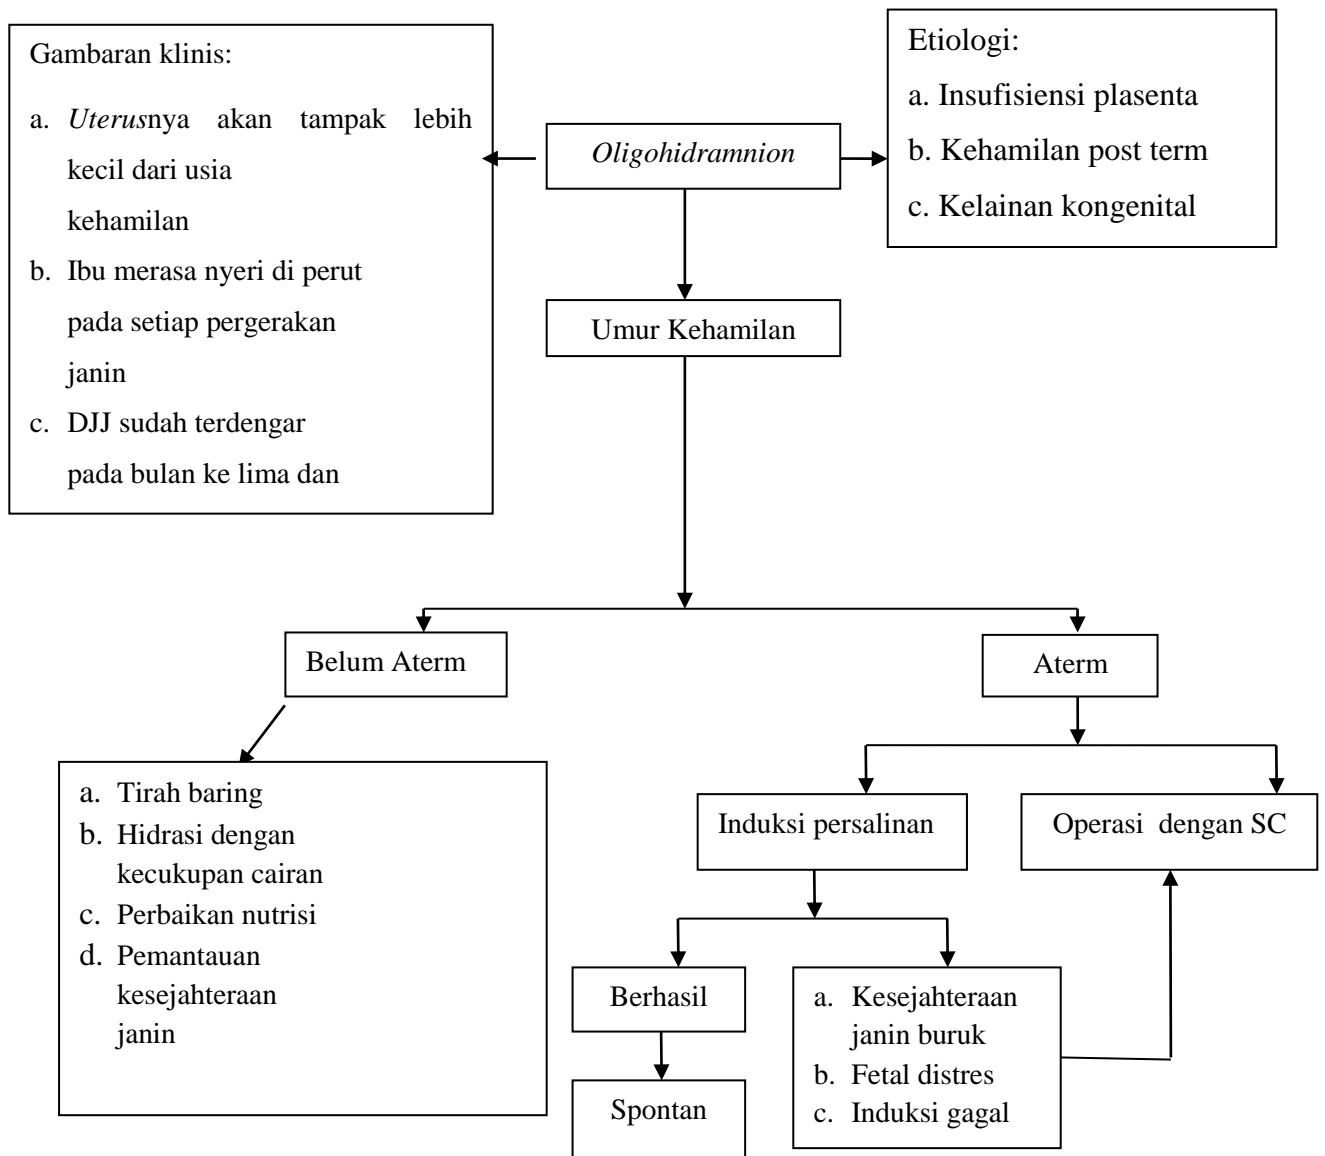 Gambaran klinis:
a. Uterusnya akan tampak lebih
kecil dari usia
kehamilan
b. Ibu merasa nyeri di perut
pada setiap pergerakan
janin
c. DJJ sudah terdengar
pada bulan ke lima dan
Oligohidramnion
Etiologi:
a. Insufisiensi plasenta
b. Kehamilan post term
c. Kelainan kongenital
Umur Kehamilan
Belum Aterm
Aterm
a. Tirah baring
b. Hidrasi dengan
kecukupan cairan
c. Perbaikan nutrisi
d. Pemantauan
kesejahteraan
janin
Induksi persalinan
Operasi dengan SC
Berhasil
a. Kesejahteraan
janin buruk
b. Fetal distres
c. Induksi gagal
Spontan